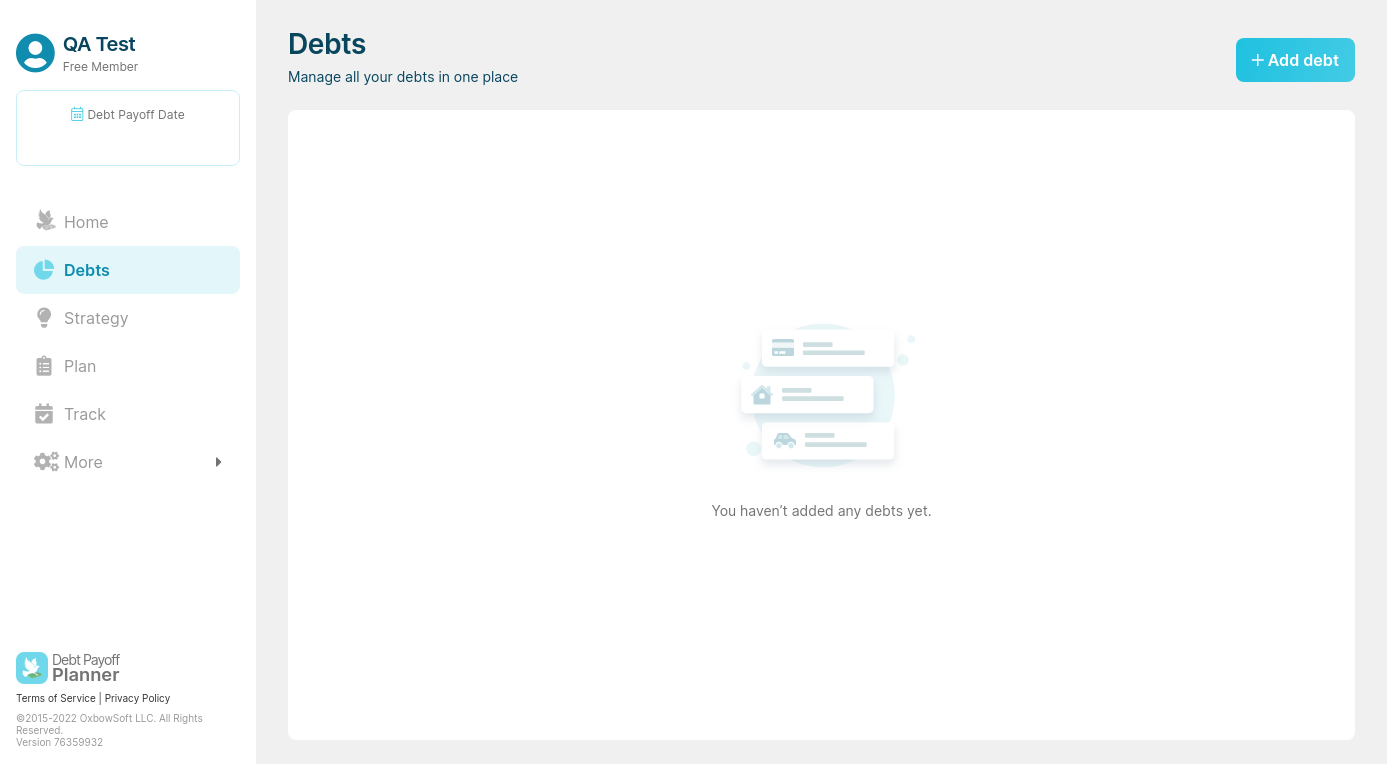 QA Test
Free Member
Debt Payoff Date
Home
Debts
Strategy
Plan
Track
More
Debt Payoff
Planner
Terms of Service | Privacy Policy
©2015-2022 OxbowSoft LLC. All Rights
Reserved.
Version 76359932
Debts
Manage all your debts in one place
+ Add debt
You haven’t added any debts yet.